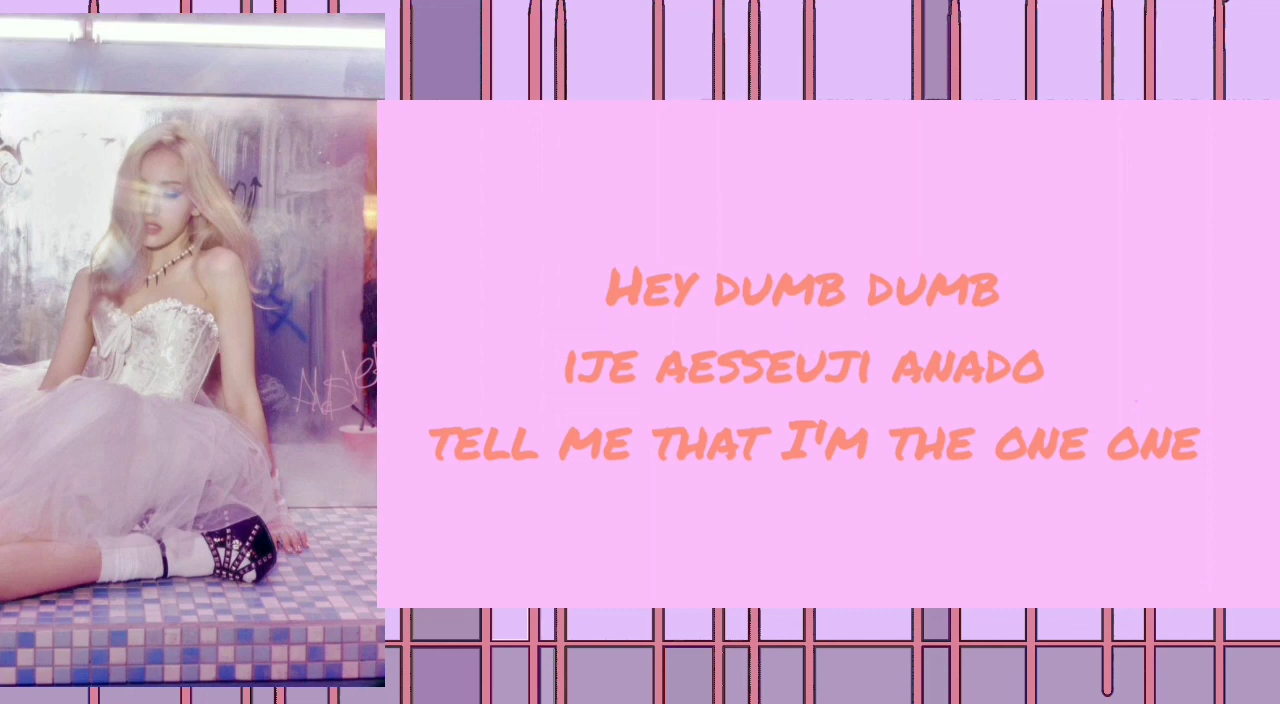 Hey dumb dumb
ije aesseuji anado
tell me that I'm the one one